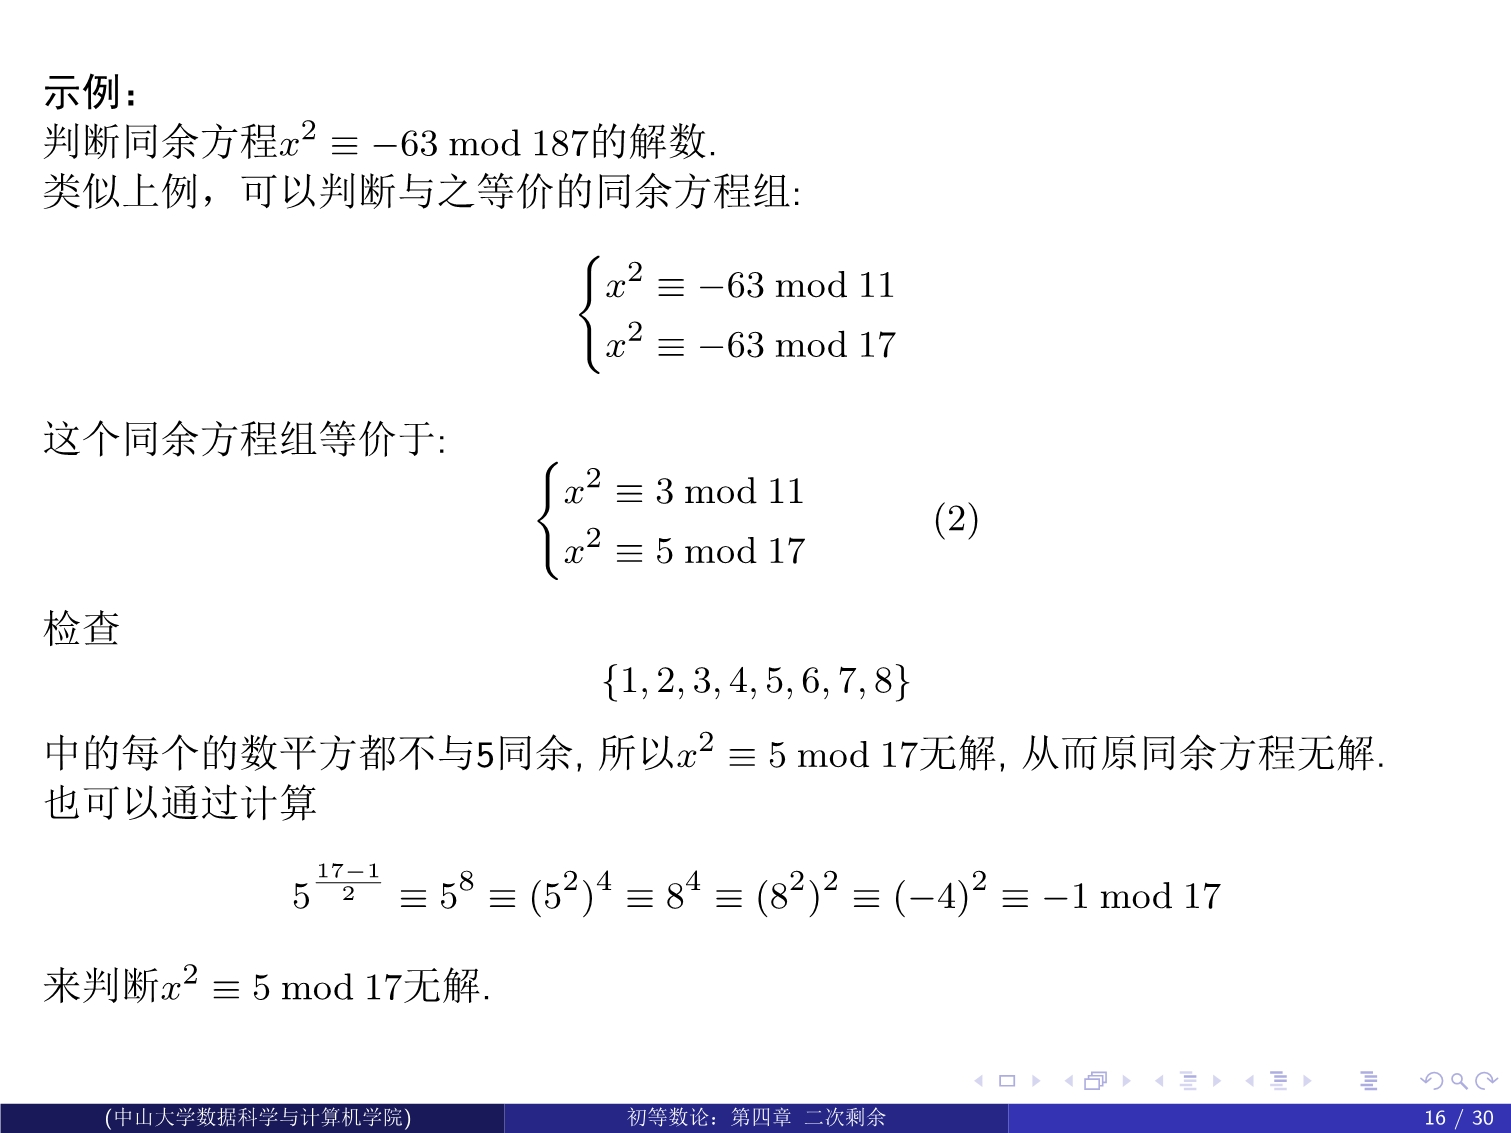 示例：
判断同余方程x² ≡ −63 mod 187的解数.
类似上例，可以判断与之等价的同余方程组:
x² ≡ −63 mod 11
x² ≡ −63 mod 17
这个同余方程组等价于:
x² ≡ 3 mod 11
x² ≡ 5 mod 17
(2)
检查
{1, 2, 3, 4, 5, 6, 7, 8}
中的每个的数平方都不与5同余, 所以x² ≡ 5 mod 17无解, 从而原同余方程无解.
也可以通过计算
5^{\frac{17−1}{2}} ≡ 5⁸ ≡ (5²)⁴ ≡ 8⁴ ≡ (8²)² ≡ (−4)² ≡ −1 mod 17
来判断x² ≡ 5 mod 17无解.
(中山大学数据科学与计算机学院) 初等数论：第四章 二次剩余 16 / 30